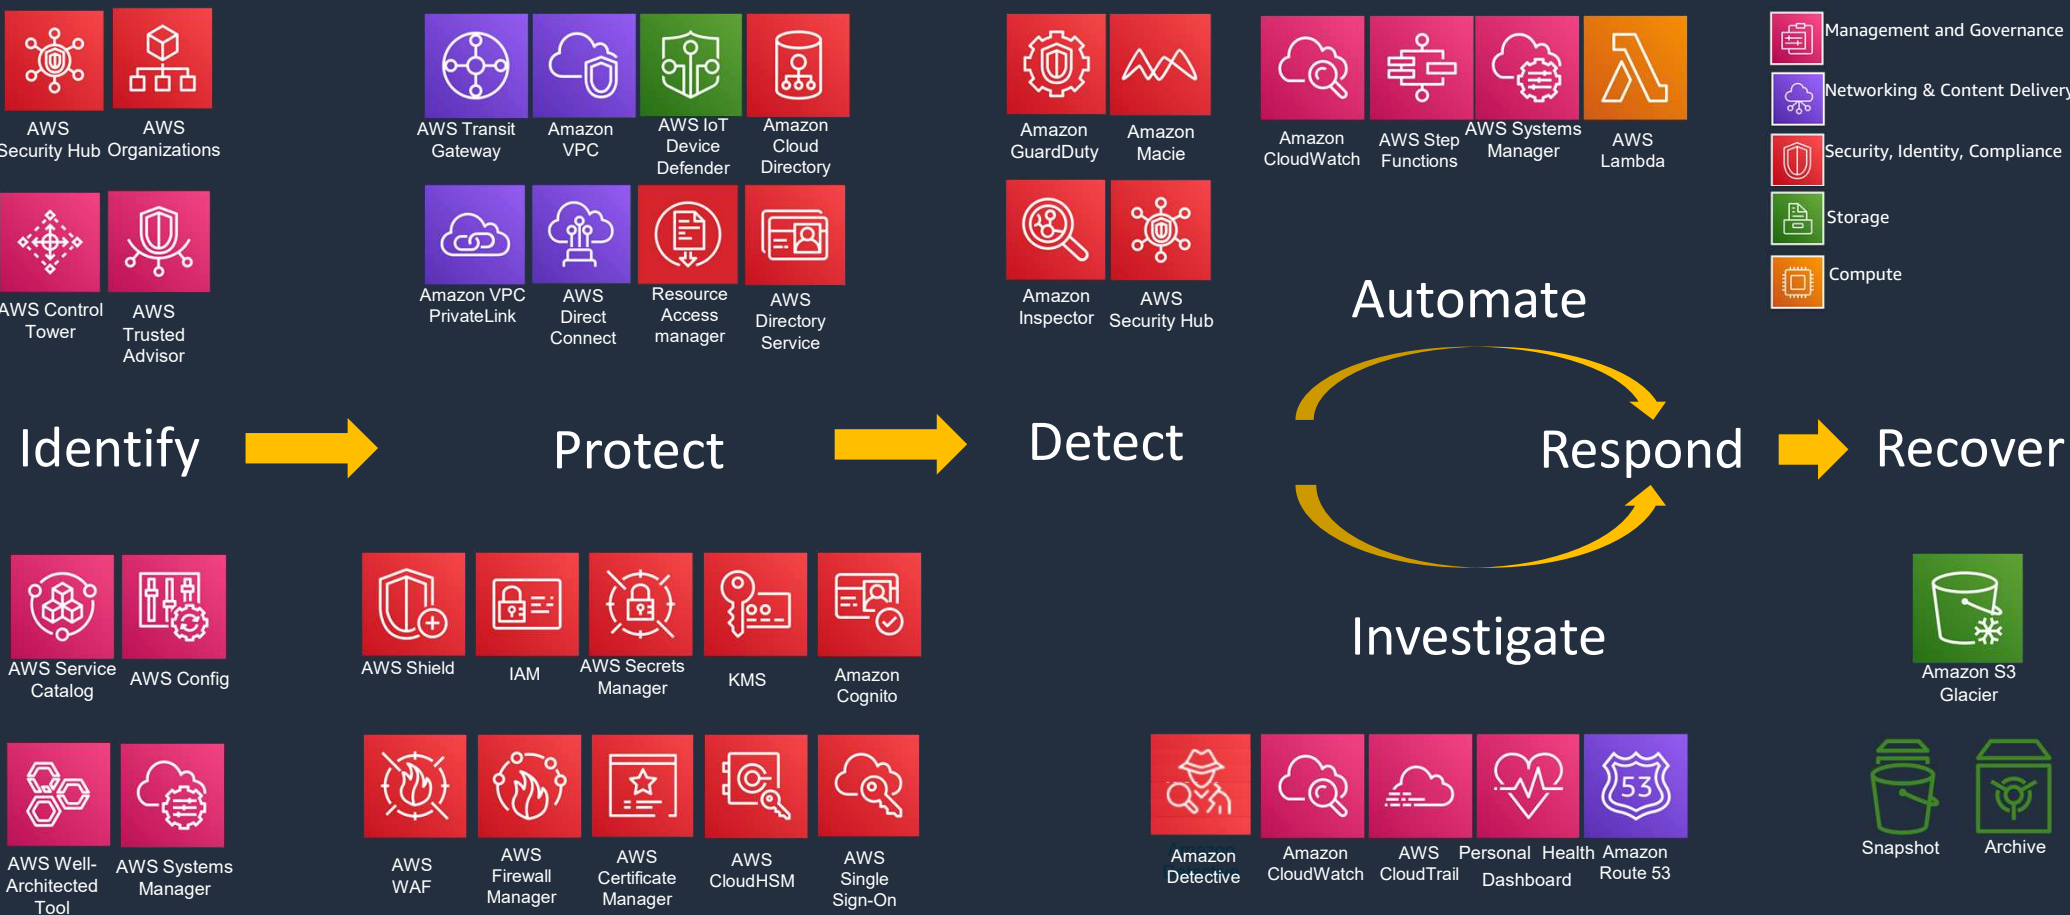 AWS
Security Hub
AWS
Organizations
AWS Control
Tower
AWS
Trusted
Advisor
AWS Transit
Gateway
Amazon
VPC
AWS IoT
Device
Defender
Amazon
Cloud
Directory
Amazon VPC
PrivateLink
AWS
Direct
Connect
Resource
Access
manager
AWS
Directory
Service
Amazon
GuardDuty
Amazon
Macie
Amazon
Inspector
AWS
Security Hub
Amazon
CloudWatch
AWS Step
Functions
AWS Systems
Manager
AWS
Lambda
Management and Governance
Networking & Content Delivery
Security, Identity, Compliance
Storage
Compute
Automate
Identify
Protect
Detect
Respond
Recover
Investigate
AWS Service
Catalog
AWS Config
AWS Well-
Architected
Tool
AWS Systems
Manager
AWS Shield
IAM
AWS Secrets
Manager
KMS
Amazon
Cognito
AWS
WAF
AWS
Firewall
Manager
AWS
Certificate
Manager
AWS
CloudHSM
AWS
Single
Sign-On
Amazon
Detective
Amazon
CloudWatch
AWS
CloudTrail
Personal Health
Dashboard
53
Amazon
Route 53
Amazon S3
Glacier
Snapshot
Archive